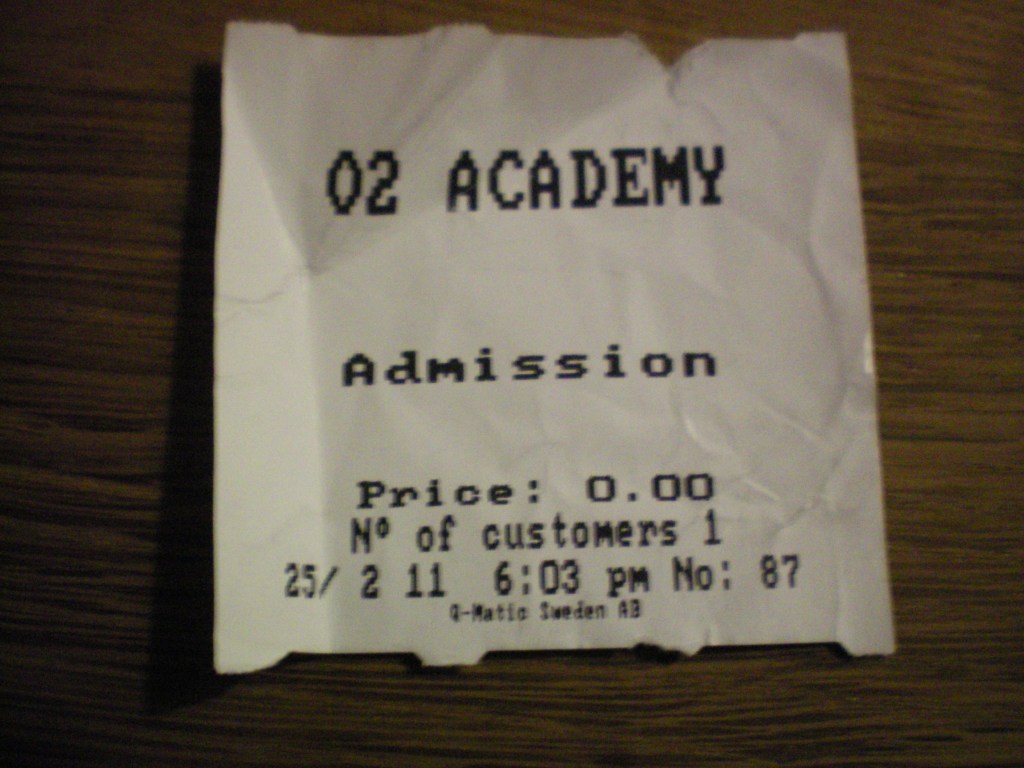 O2 ACADEMY
Admission
Price: 0.00
Nº of customers 1
25/ 2 11 6:03 pm No: 87
Q-Matic Sweden AB